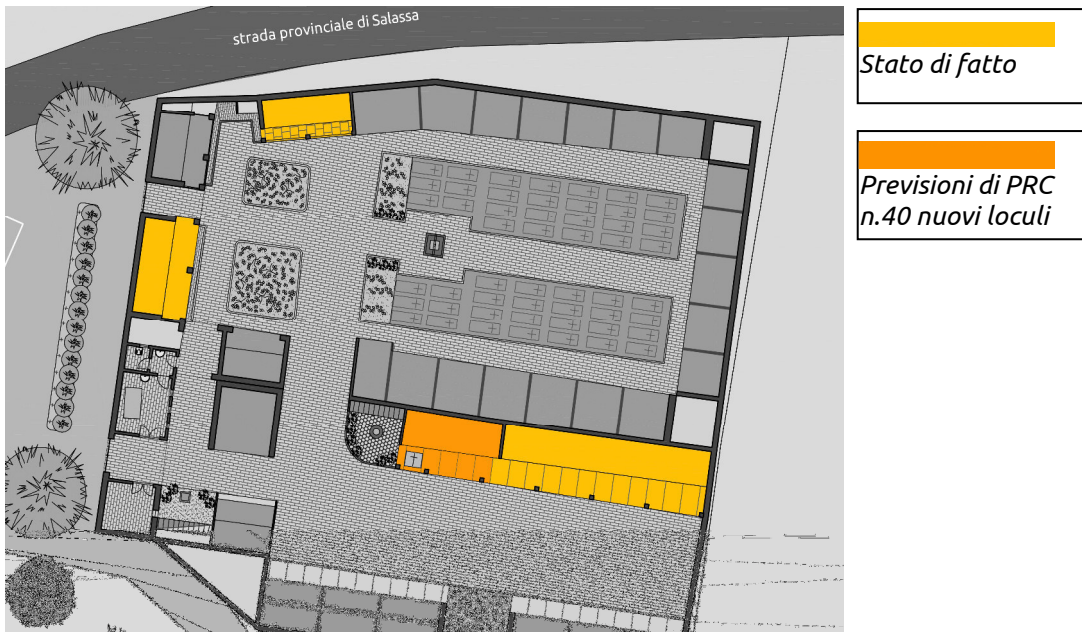 strada provinciale di Salassa
Stato di fatto
Previsioni di PRC
n.40 nuovi loculi